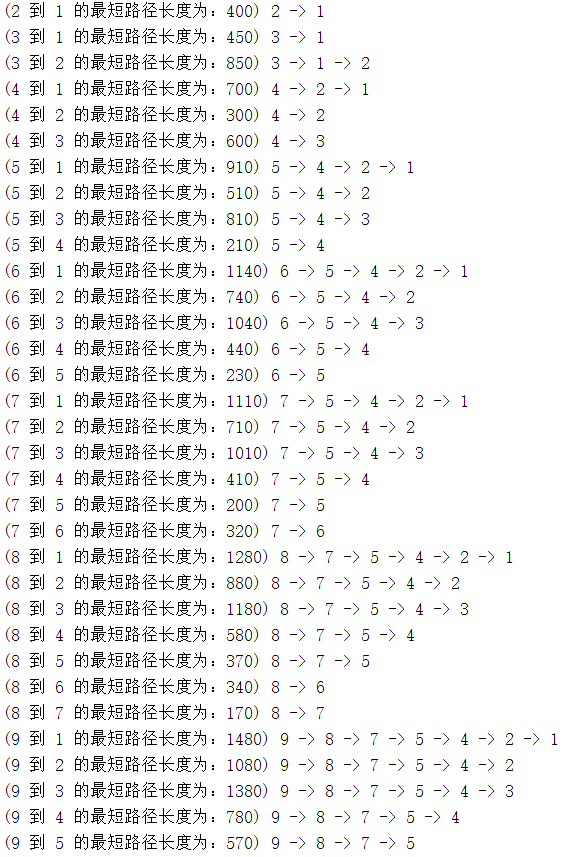 (2 到 1 的最短路径长度为: 400) 2 -> 1
(3 到 1 的最短路径长度为: 450) 3 -> 1
(3 到 2 的最短路径长度为: 850) 3 -> 1 -> 2
(4 到 1 的最短路径长度为: 700) 4 -> 2 -> 1
(4 到 2 的最短路径长度为: 300) 4 -> 2
(4 到 3 的最短路径长度为: 600) 4 -> 3
(5 到 1 的最短路径长度为: 910) 5 -> 4 -> 2 -> 1
(5 到 2 的最短路径长度为: 510) 5 -> 4 -> 2
(5 到 3 的最短路径长度为: 810) 5 -> 4 -> 3
(5 到 4 的最短路径长度为: 210) 5 -> 4
(6 到 1 的最短路径长度为: 1140) 6 -> 5 -> 4 -> 2 -> 1
(6 到 2 的最短路径长度为: 740) 6 -> 5 -> 4 -> 2
(6 到 3 的最短路径长度为: 1040) 6 -> 5 -> 4 -> 3
(6 到 4 的最短路径长度为: 440) 6 -> 5 -> 4
(6 到 5 的最短路径长度为: 230) 6 -> 5
(7 到 1 的最短路径长度为: 1110) 7 -> 5 -> 4 -> 2 -> 1
(7 到 2 的最短路径长度为: 710) 7 -> 5 -> 4 -> 2
(7 到 3 的最短路径长度为: 1010) 7 -> 5 -> 4 -> 3
(7 到 4 的最短路径长度为: 410) 7 -> 5 -> 4
(7 到 5 的最短路径长度为: 200) 7 -> 5
(7 到 6 的最短路径长度为: 320) 7 -> 6
(8 到 1 的最短路径长度为: 1280) 8 -> 7 -> 5 -> 4 -> 2 -> 1
(8 到 2 的最短路径长度为: 880) 8 -> 7 -> 5 -> 4 -> 2
(8 到 3 的最短路径长度为: 1180) 8 -> 7 -> 5 -> 4 -> 3
(8 到 4 的最短路径长度为: 580) 8 -> 7 -> 5 -> 4
(8 到 5 的最短路径长度为: 370) 8 -> 7 -> 5
(8 到 6 的最短路径长度为: 340) 8 -> 6
(8 到 7 的最短路径长度为: 170) 8 -> 7
(9 到 1 的最短路径长度为: 1480) 9 -> 8 -> 7 -> 5 -> 4 -> 2 -> 1
(9 到 2 的最短路径长度为: 1080) 9 -> 8 -> 7 -> 5 -> 4 -> 2
(9 到 3 的最短路径长度为: 1380) 9 -> 8 -> 7 -> 5 -> 4 -> 3
(9 到 4 的最短路径长度为: 780) 9 -> 8 -> 7 -> 5 -> 4
(9 到 5 的最短路径长度为: 570) 9 -> 8 -> 7 -> 5